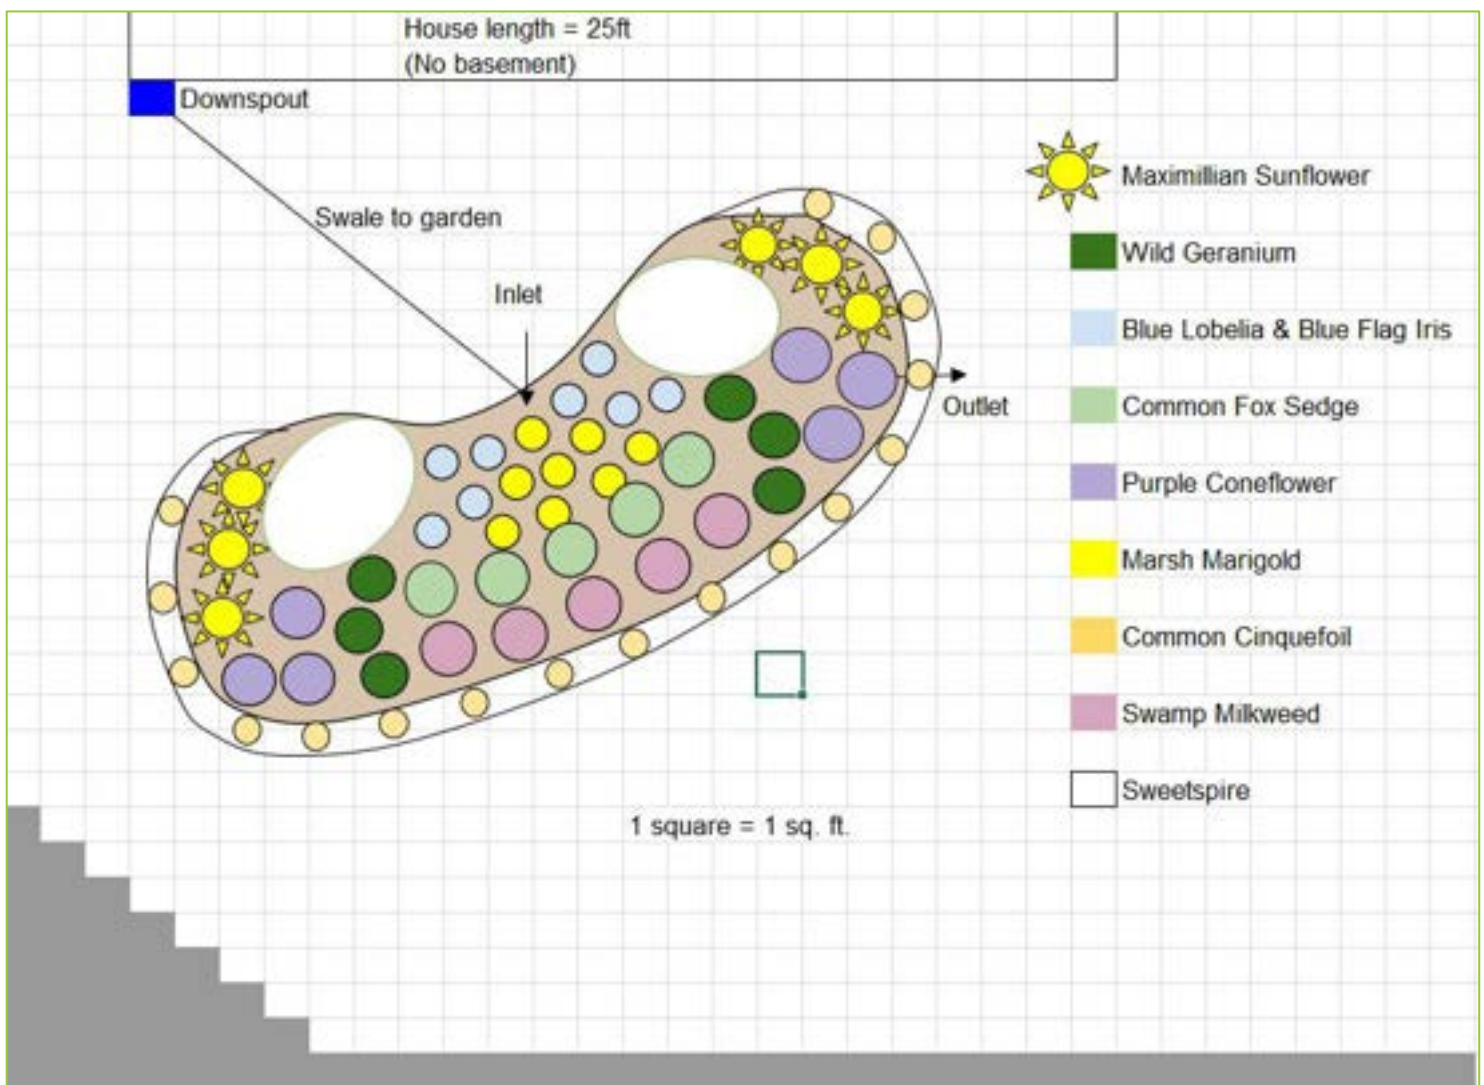 House length = 25ft
(No basement)
Downspout
Swale to garden
Inlet
Outlet
Maximillian Sunflower
Wild Geranium
Blue Lobelia & Blue Flag Iris
Common Fox Sedge
Purple Coneflower
Marsh Marigold
Common Cinquefoil
Swamp Milkweed
Sweetspire
1 square = 1 sq. ft.